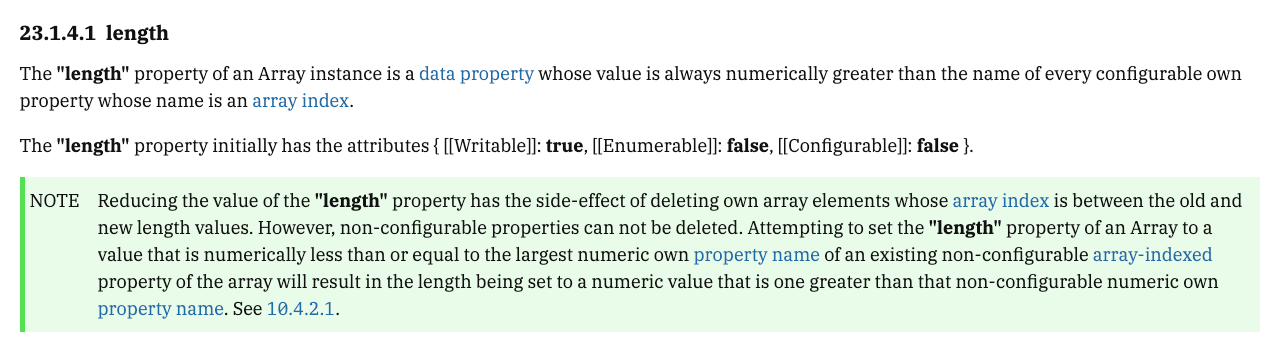 23.1.4.1 length
The "length" property of an Array instance is a data property whose value is always numerically greater than the name of every configurable own
property whose name is an array index.
The "length" property initially has the attributes { [[Writable]]: true, [[Enumerable]]: false, [[Configurable]]: false }.
NOTE Reducing the value of the "length" property has the side-effect of deleting own array elements whose array index is between the old and
new length values. However, non-configurable properties can not be deleted. Attempting to set the "length" property of an Array to a
value that is numerically less than or equal to the largest numeric own property name of an existing non-configurable array-indexed
property of the array will result in the length being set to a numeric value that is one greater than that non-configurable numeric own
property name. See 10.4.2.1.